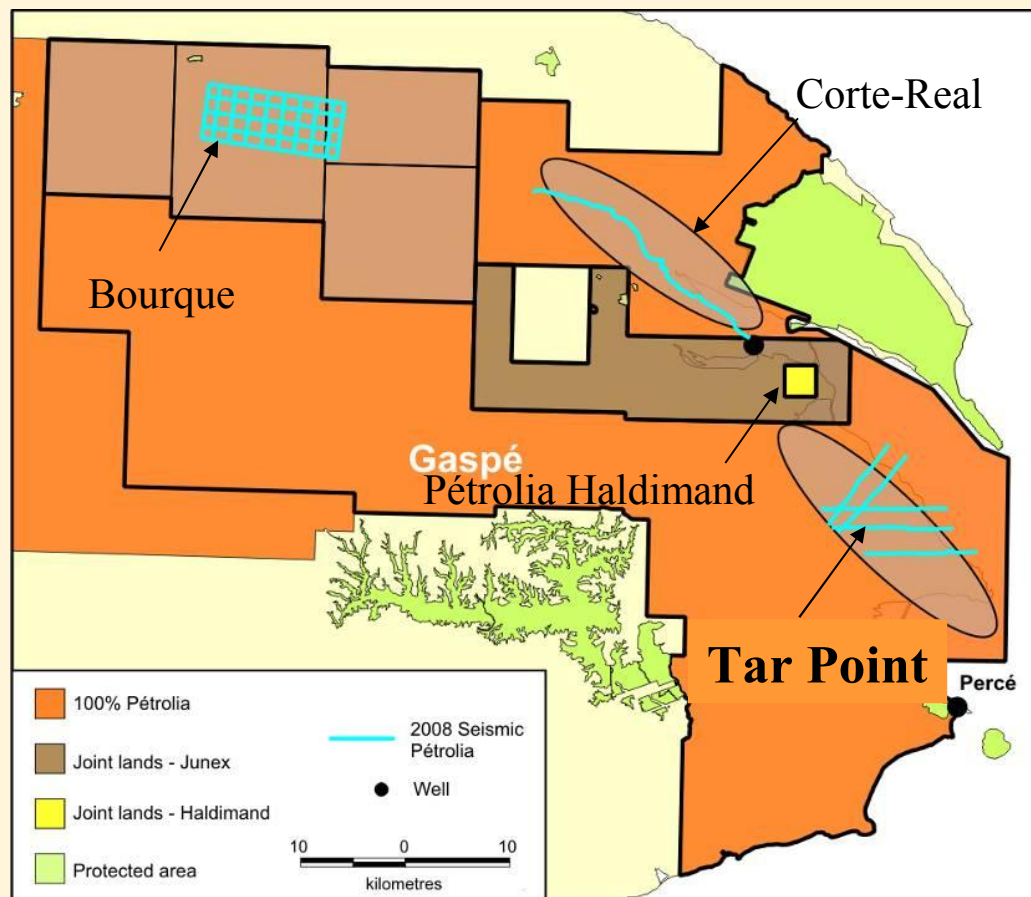 Corte-Real
Bourque
Gaspé
Pétrolia Haldimand
Tar Point
Percé
100% Pétrolia
Joint lands - Junex
Joint lands - Haldimand
Protected area
2008 Seismic
Pétrolia
Well
10 0 10
kilometres